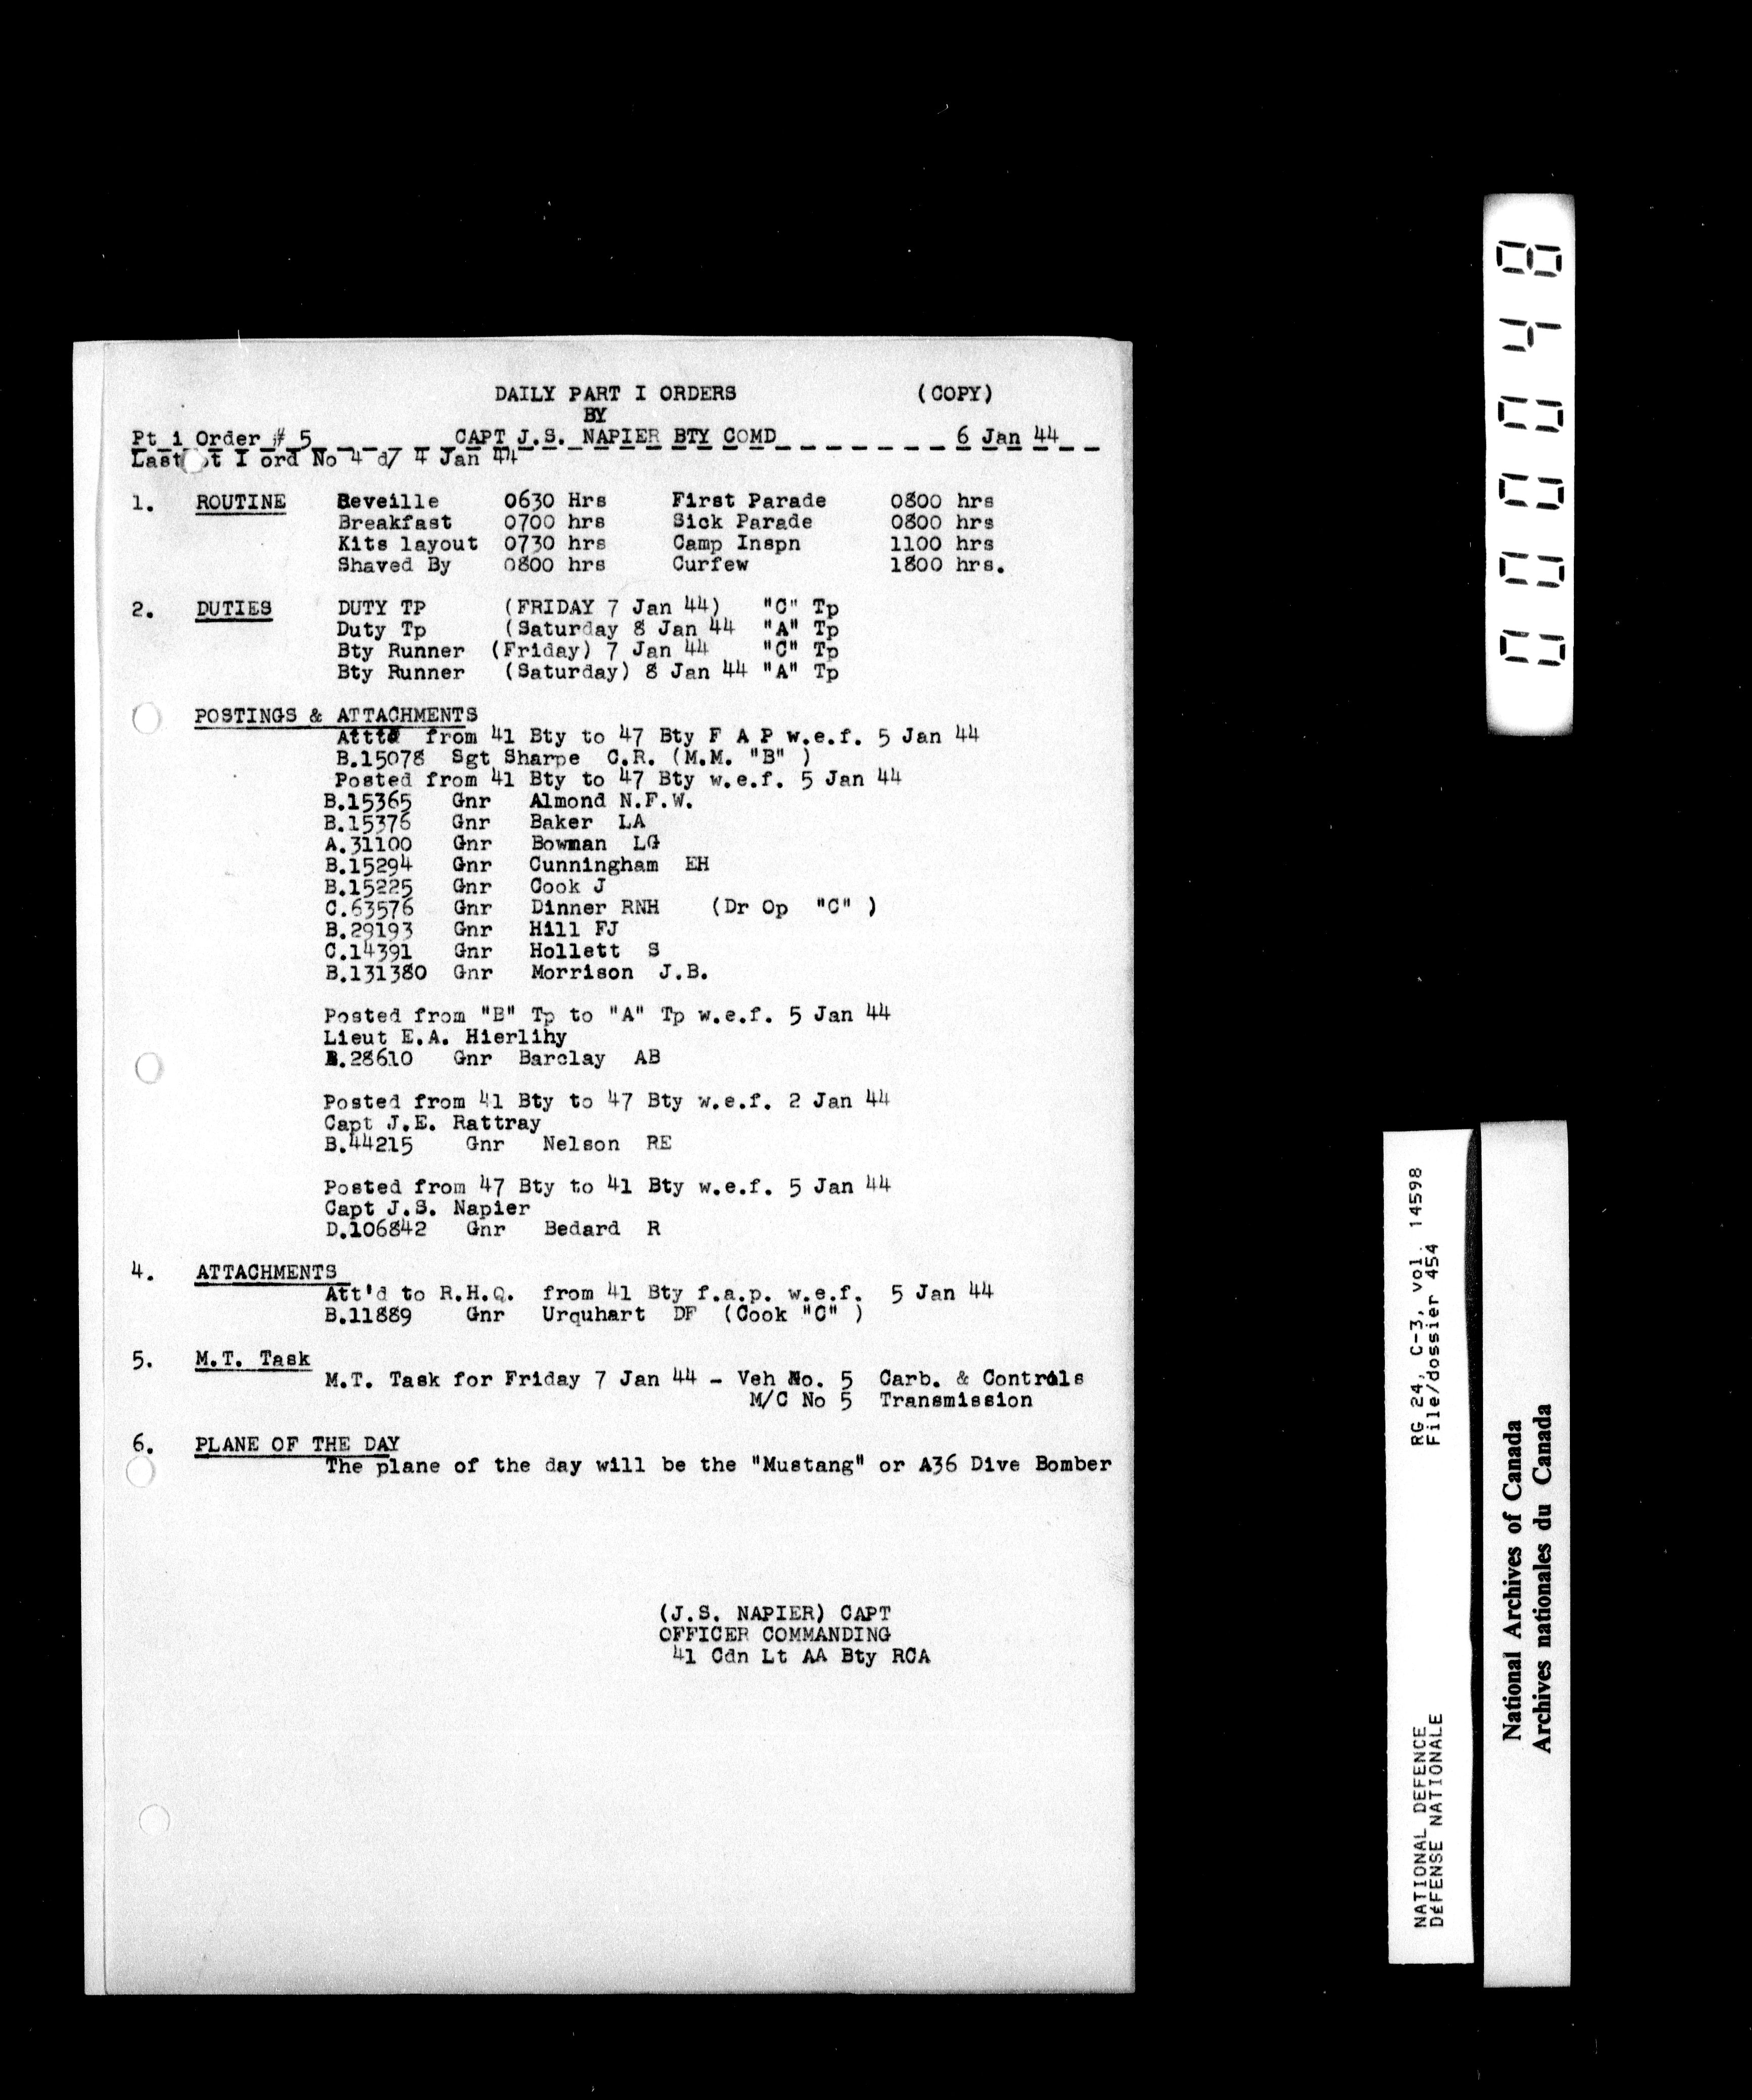 DAILY PART I ORDERS (COPY)
BY
Pt 1 Order # 5 CAPT J.S. NAPIER BTY COMD 6 Jan 44
Last Pt I ord No 4 d/ 4 Jan 44
1. ROUTINE Reveille 0630 Hrs First Parade 0800 hrs
Breakfast 0700 hrs Sick Parade 0800 hrs
Kits layout 0730 hrs Camp Inspn 1100 hrs
Shaved By 0800 hrs Curfew 1800 hrs.
2. DUTIES DUTY TP (FRIDAY 7 Jan 44) "C" Tp
Duty Tp (Saturday 8 Jan 44 "A" Tp
Bty Runner (Friday) 7 Jan 44 "C" Tp
Bty Runner (Saturday) 8 Jan 44 "A" Tp
POSTINGS & ATTACHMENTS
Attt'd from 41 Bty to 47 Bty F A P w.e.f. 5 Jan 44
B.15078 Sgt Sharpe C.R. (M.M. "B" )
Posted from 41 Bty to 47 Bty w.e.f. 5 Jan 44
B.15365 Gnr Almond N.F.W.
B.15376 Gnr Baker LA
A.31100 Gnr Bowman LG
B.15294 Gnr Cunningham EH
B.15225 Gnr Cook J
C.63576 Gnr Dinner RNH (Dr Op "C" )
B.29193 Gnr Hill FJ
C.14391 Gnr Hollett S
B.131380 Gnr Morrison J.B.
Posted from "B" Tp to "A" Tp w.e.f. 5 Jan 44
Lieut E.A. Hierlihy
B.28610 Gnr Barclay AB
Posted from 41 Bty to 47 Bty w.e.f. 2 Jan 44
Capt J.E. Rattray
B.44215 Gnr Nelson RE
Posted from 47 Bty to 41 Bty w.e.f. 5 Jan 44
Capt J.S. Napier
D.106842 Gnr Bedard R
4. ATTACHMENTS
Att'd to R.H.Q. from 41 Bty f.a.p. w.e.f. 5 Jan 44
B.11889 Gnr Urquhart DF (Cook "C" )
5. M.T. Task
M.T. Task for Friday 7 Jan 44 - Veh No. 5 Carb. & Controls
M/C No 5 Transmission
6. PLANE OF THE DAY
The plane of the day will be the "Mustang" or A36 Dive Bomber
(J.S. NAPIER) CAPT
OFFICER COMMANDING
41 Cdn Lt AA Bty RCA
000048
NATIONAL DEFENCE RG 24, C-3, vol. 14598
DÉFENSE NATIONALE File/dossier 454
National Archives of Canada
Archives nationales du Canada